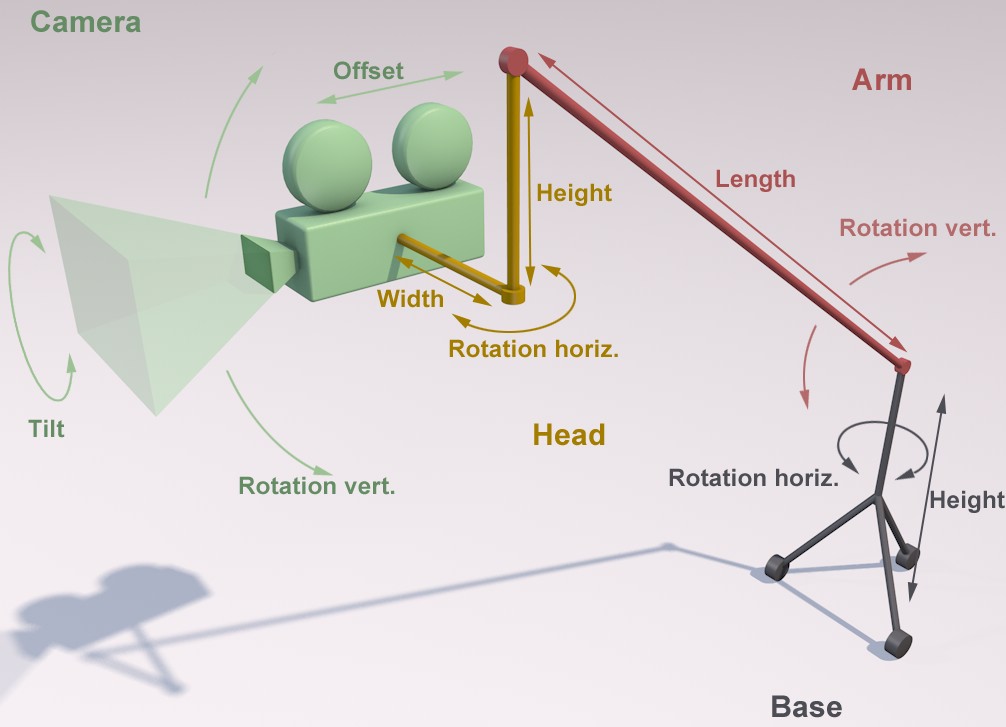 Camera
Offset
Arm
Length
Height
Rotation vert.
Width
Rotation horiz.
Tilt
Head
Rotation horiz.
Rotation vert.
Height
Base